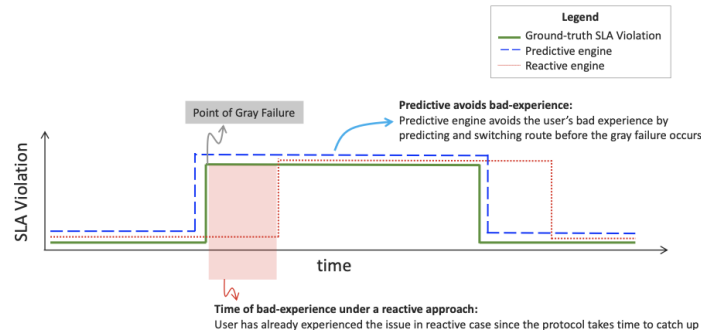 Legend
Ground-truth SLA Violation
Predictive engine
Reactive engine
Point of Gray Failure
Predictive avoids bad-experience:
Predictive engine avoids the user's bad experience by
predicting and switching route before the gray failure occurs
SLA Violation
time
Time of bad-experience under a reactive approach:
User has already experienced the issue in reactive case since the protocol takes time to catch up